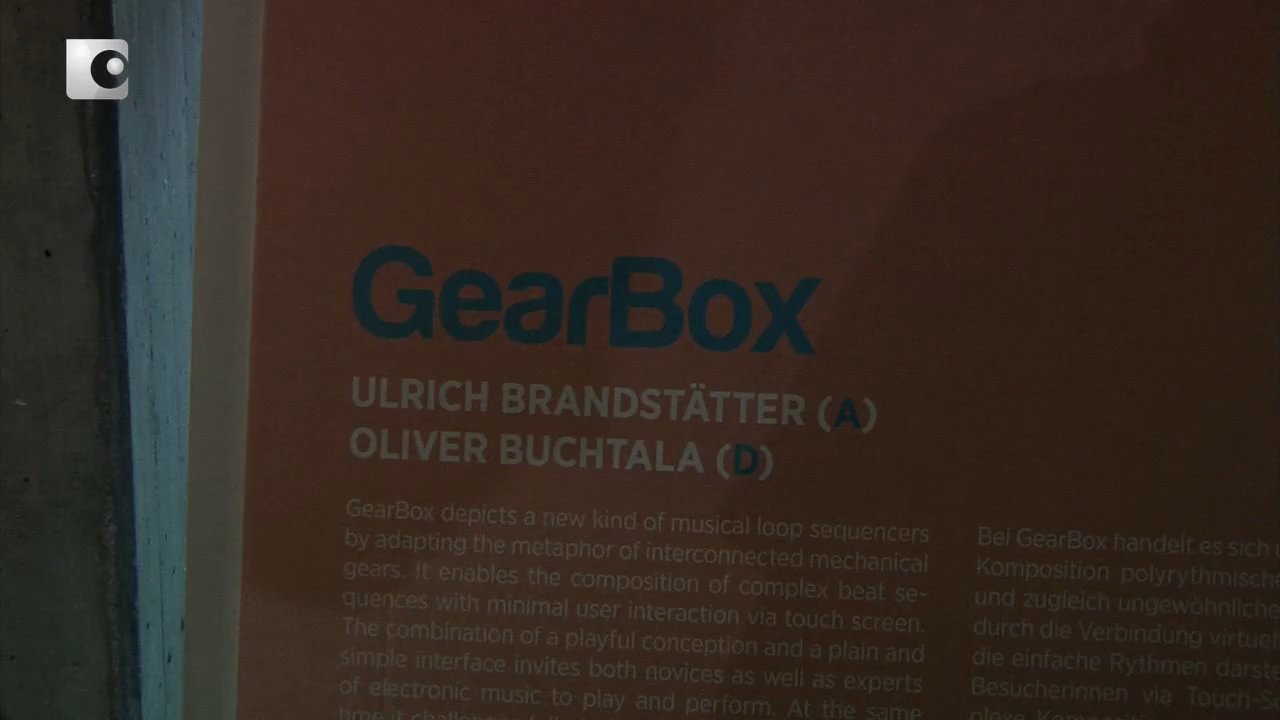 GearBox
ULRICH BRANDSTÄTTER (A)
OLIVER BUCHTALA (D)
GearBox depicts a new kind of musical loop sequencers
by adapting the metaphor of interconnected mechanical
gears. It enables the composition of complex beat se-
quences with minimal user interaction via touch screen.
The combination of a playful conception and a plain and
simple interface invites both novices as well as experts
of electronic music to play and perform. At the same
time it
Bei GearBox handelt es sich
Komposition polyrythmisch
und zugleich ungewöhnliche
durch die Verbindung virtuel
die einfache Rythmen darste
BesucherInnen via Touch-S